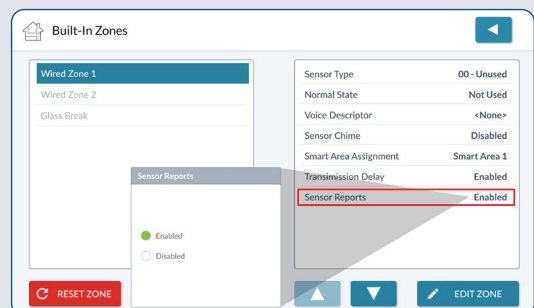 Built-In Zones
Wired Zone 1
Wired Zone 2
Glass Break
Sensor Type 00 - Unused
Normal State Not Used
Voice Descriptor <None>
Sensor Chime Disabled
Smart Area Assignment Smart Area 1
Transimission Delay Enabled
Sensor Reports Enabled
Sensor Reports
Enabled
Disabled
RESET ZONE
EDIT ZONE